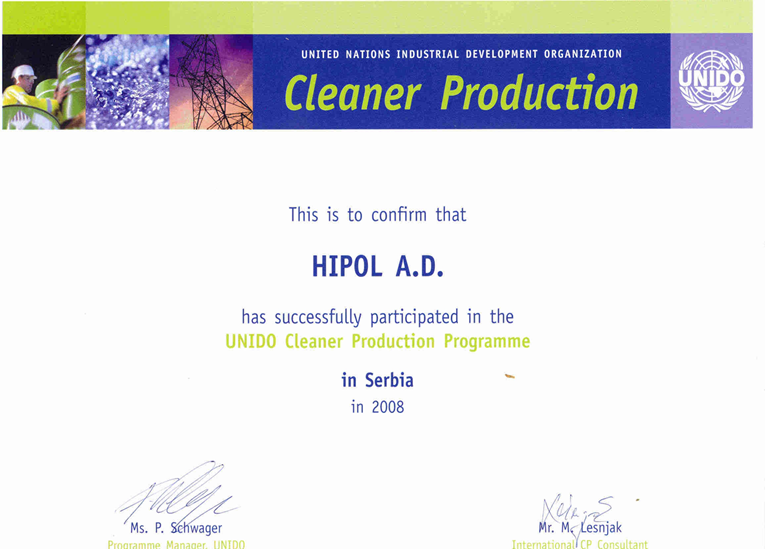 UNITED NATIONS INDUSTRIAL DEVELOPMENT ORGANIZATION
Cleaner Production
UNIDO
This is to confirm that
HIPOL A.D.
has successfully participated in the
UNIDO Cleaner Production Programme
in Serbia
in 2008
Ms. P. Schwager
Programme Manager, UNIDO
Mr. M. Lesnjak
International CP Consultant